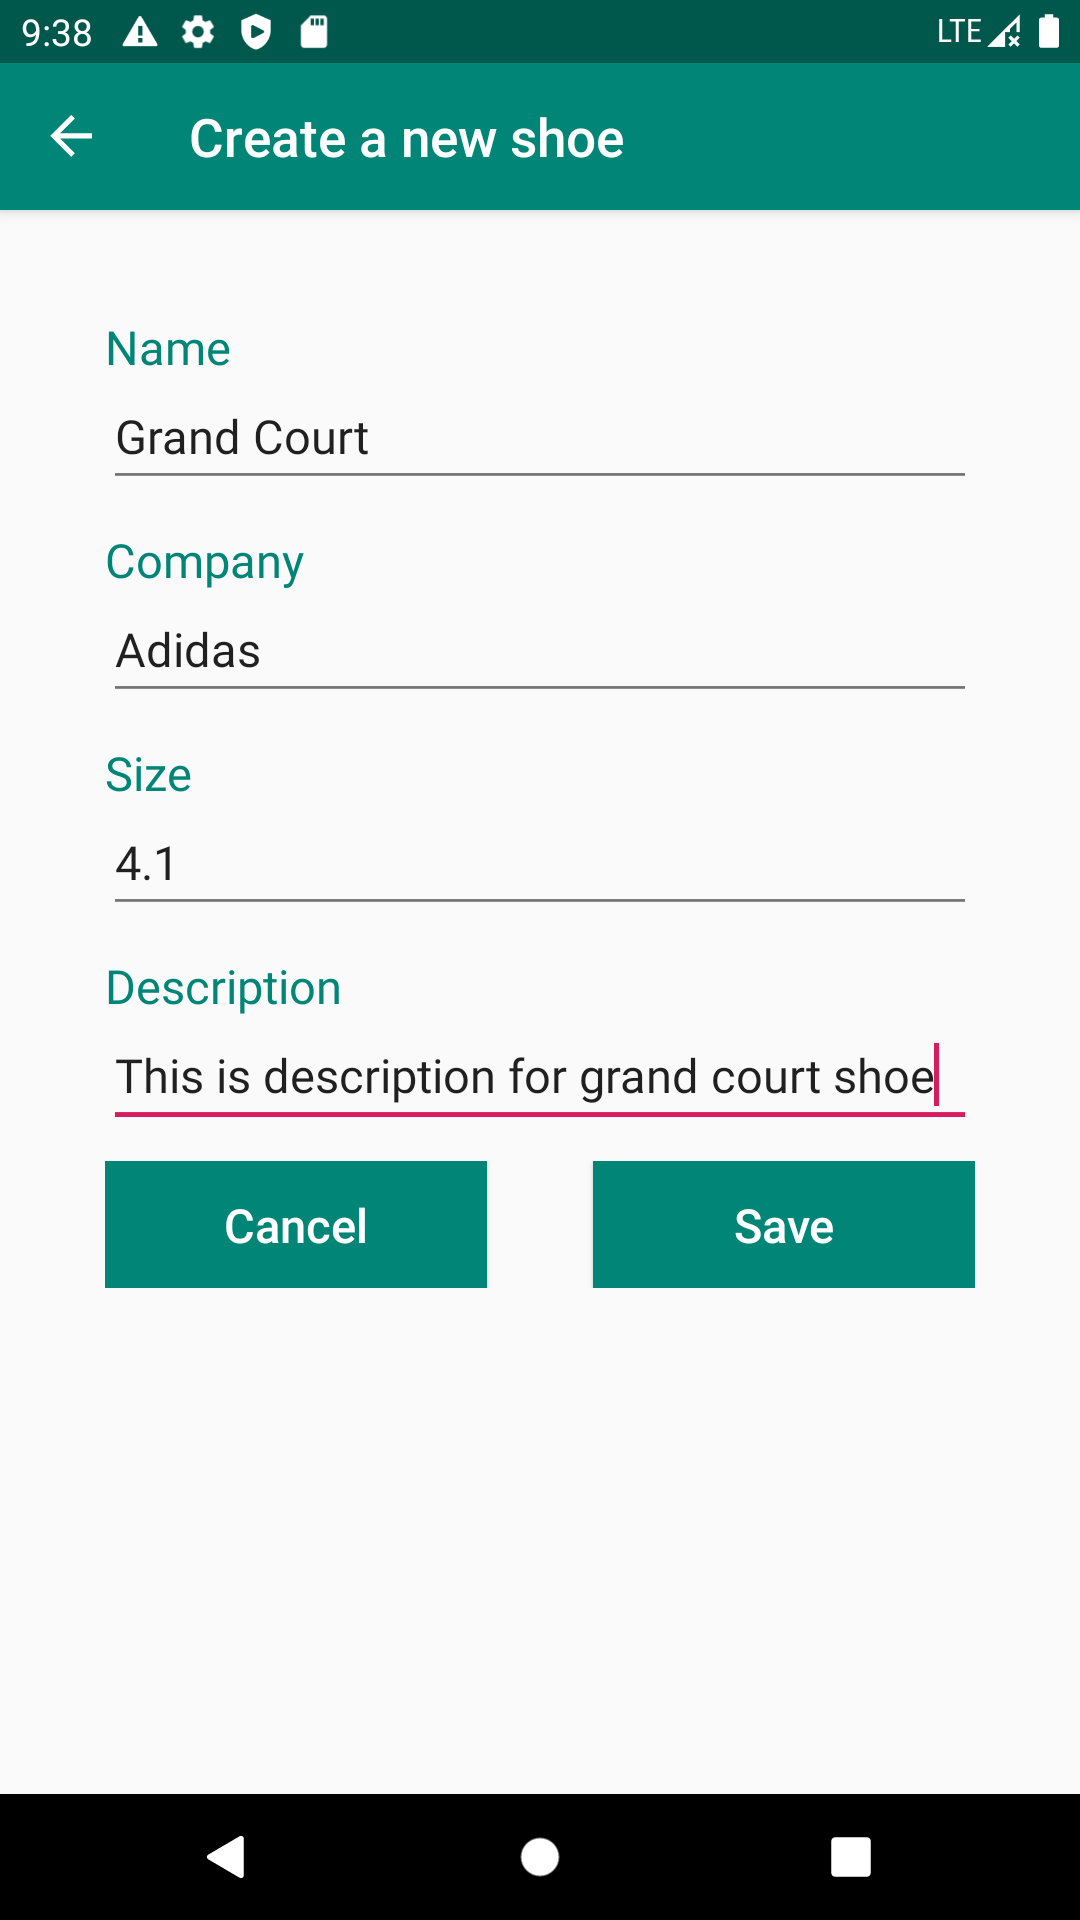 9:38 LTE
Create a new shoe
Name
Grand Court
Company
Adidas
Size
4.1
Description
This is description for grand court shoe
Cancel Save